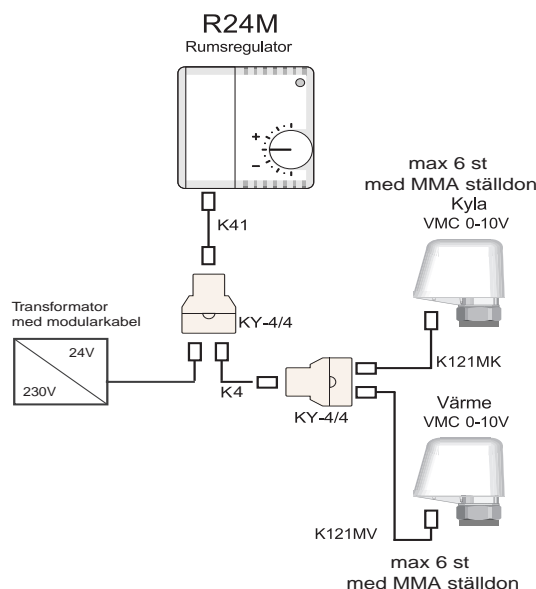 R24M
Rumsregulator
+
–
max 6 st
med MMA ställdon
Kyla
VMC 0-10V
K41
Transformator
med modularkabel
KY-4/4
24V
230V
K4
KY-4/4
K121MK
Värme
VMC 0-10V
K121MV
max 6 st
med MMA ställdon